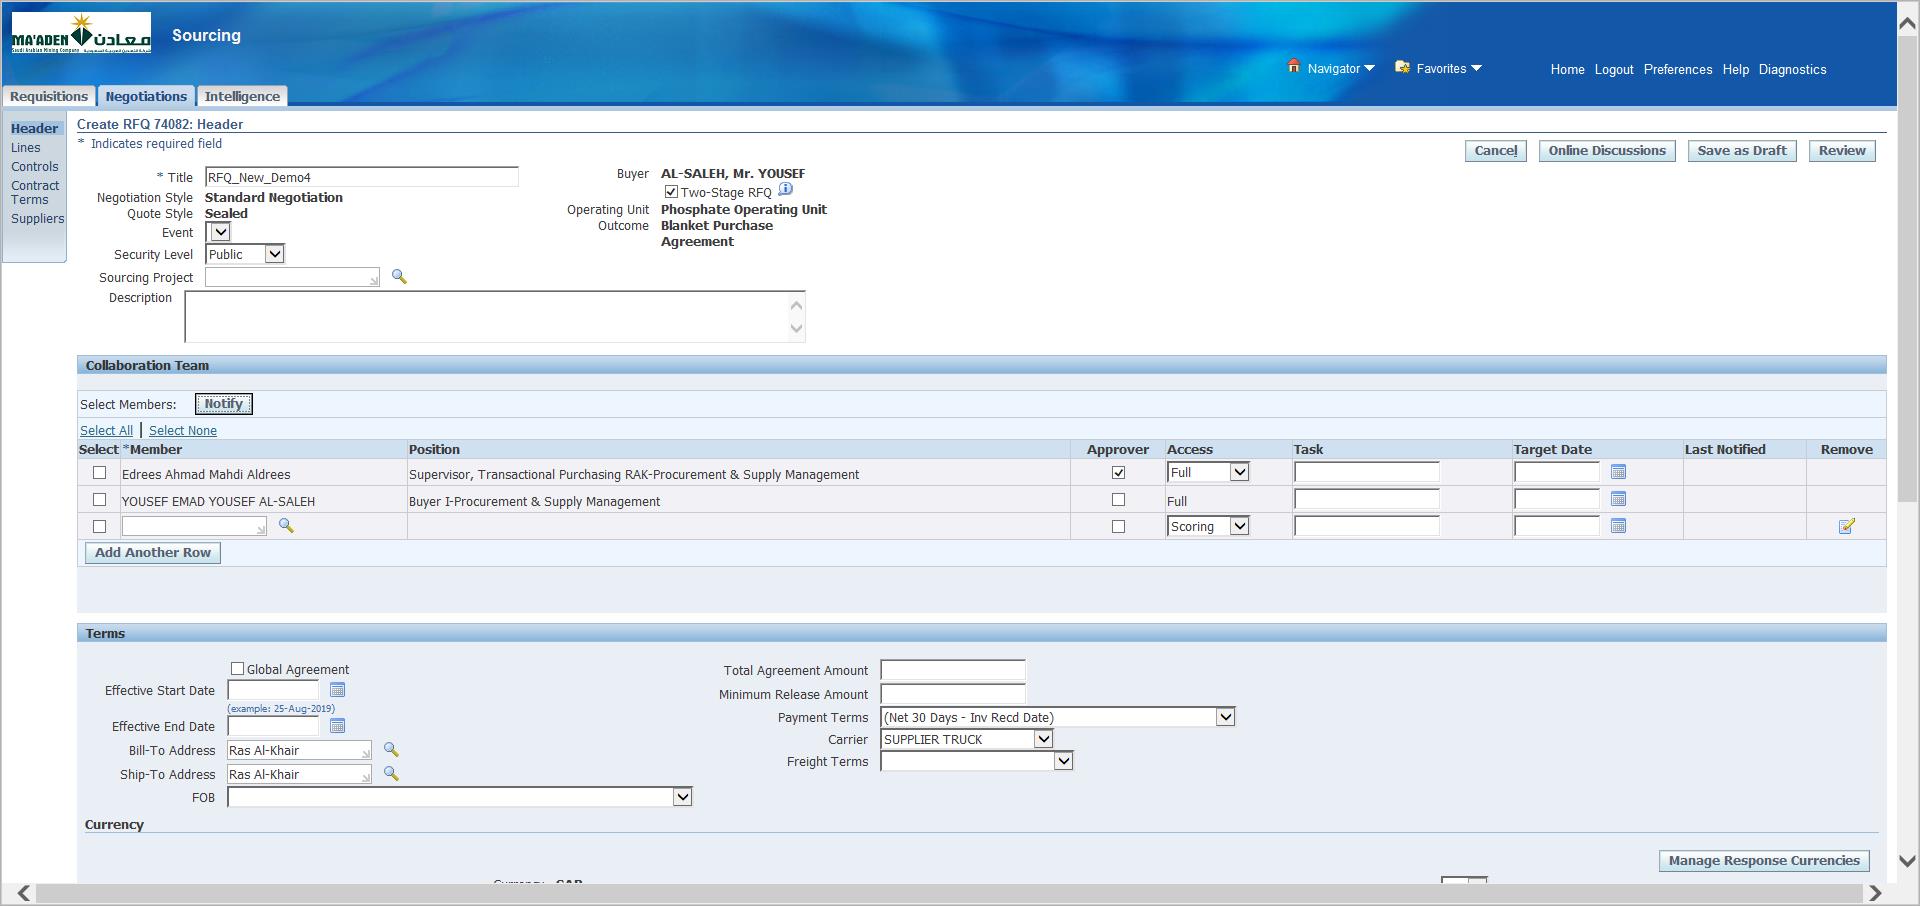 MA'ADEN معادن
Saudi Arabian Mining Company
Sourcing
Navigator Favorites Home Logout Preferences Help Diagnostics
Requisitions Negotiations Intelligence
Header
Lines
Controls
Contract
Terms
Suppliers
Create RFQ 74082: Header
* Indicates required field
Cancel Online Discussions Save as Draft Review
* Title RFQ_New_Demo4
Negotiation Style Standard Negotiation
Quote Style Sealed
Event
Security Level Public
Sourcing Project
Description
Buyer AL-SALEH, Mr. YOUSEF
Two-Stage RFQ
Operating Unit Phosphate Operating Unit
Outcome Blanket Purchase
Agreement
Collaboration Team
Select Members: Notify
Select All | Select None
Select *Member Position Approver Access Task Target Date Last Notified Remove
Edrees Ahmad Mahdi Aldrees Supervisor, Transactional Purchasing RAK-Procurement & Supply Management Full
YOUSEF EMAD YOUSEF AL-SALEH Buyer I-Procurement & Supply Management Full
Scoring
Add Another Row
Terms
Global Agreement
Effective Start Date
(example: 25-Aug-2019)
Effective End Date
Bill-To Address Ras Al-Khair
Ship-To Address Ras Al-Khair
FOB
Total Agreement Amount
Minimum Release Amount
Payment Terms (Net 30 Days - Inv Recd Date)
Carrier SUPPLIER TRUCK
Freight Terms
Currency
Manage Response Currencies
Currency SAR